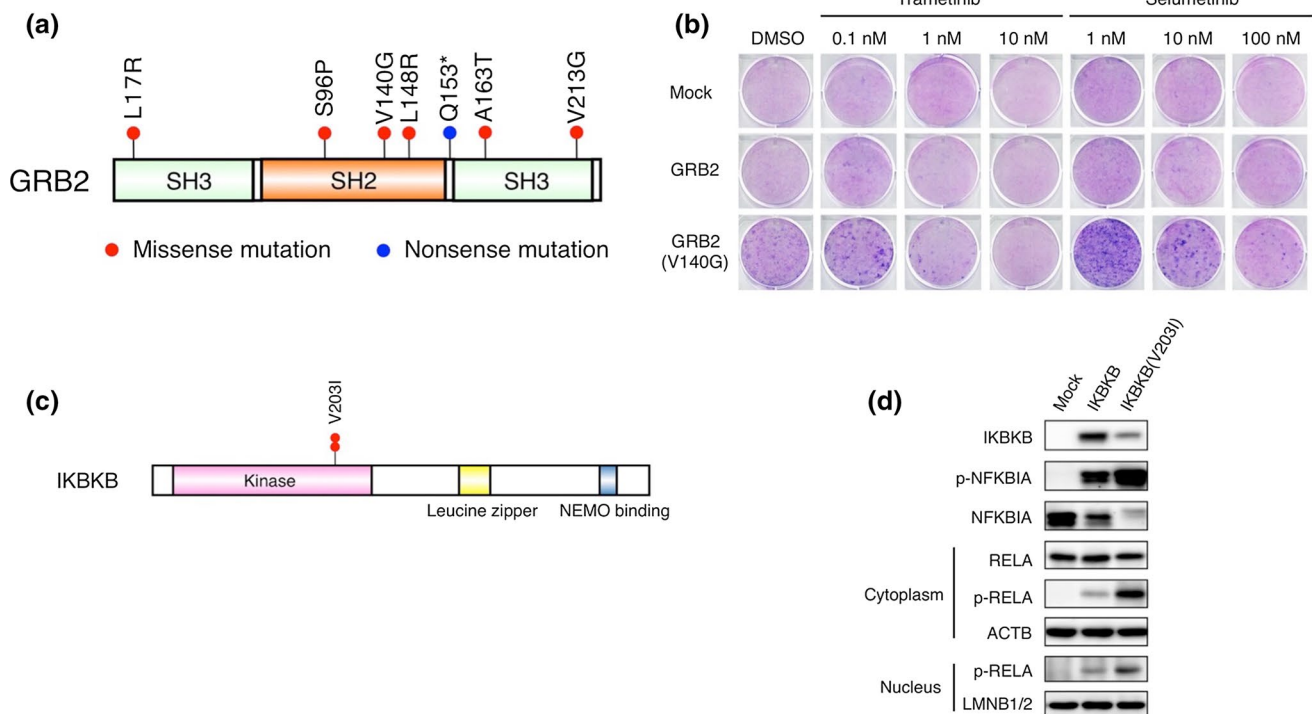 (a)
L17R
S96P
V140G
L148R
Q153*
A163T
V213G
GRB2
SH3
SH2
SH3
Missense mutation
Nonsense mutation
(b)
Trametinib
Selumetinib
DMSO
0.1 nM
1 nM
10 nM
1 nM
10 nM
100 nM
Mock
GRB2
GRB2
(V140G)
(c)
V203I
IKBKB
Kinase
Leucine zipper
NEMO binding
(d)
Mock
IKBKB
IKBKB(V203I)
IKBKB
p-NFKBIA
NFKBIA
Cytoplasm
RELA
p-RELA
ACTB
Nucleus
p-RELA
LMNB1/2